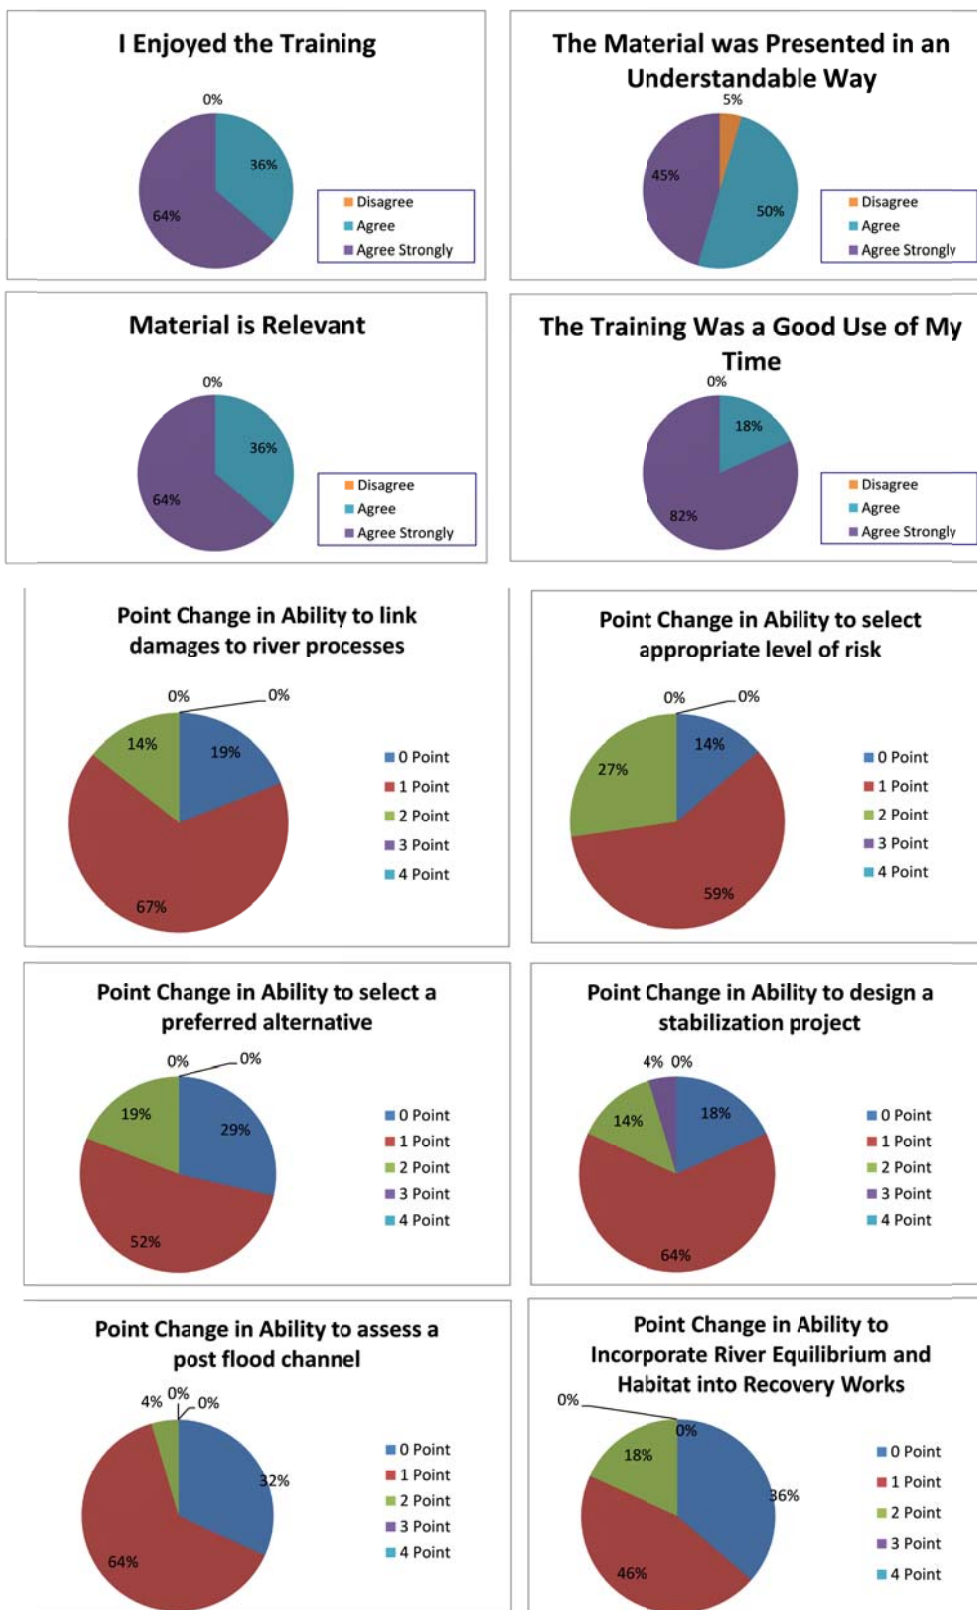 I Enjoyed the Training
0%
36%
64%
Disagree
Agree
Agree Strongly
The Material was Presented in an
Understandable Way
5%
45%
50%
Disagree
Agree
Agree Strongly
Material is Relevant
0%
36%
64%
Disagree
Agree
Agree Strongly
The Training Was a Good Use of My
Time
0%
18%
82%
Disagree
Agree
Agree Strongly
Point Change in Ability to link
damages to river processes
0%
0%
14%
19%
67%
0 Point
1 Point
2 Point
3 Point
4 Point
Point Change in Ability to select
appropriate level of risk
0%
0%
14%
27%
59%
0 Point
1 Point
2 Point
3 Point
4 Point
Point Change in Ability to select a
preferred alternative
0%
0%
19%
29%
52%
0 Point
1 Point
2 Point
3 Point
4 Point
Point Change in Ability to design a
stabilization project
4% 0%
14%
18%
64%
0 Point
1 Point
2 Point
3 Point
4 Point
Point Change in Ability to assess a
post flood channel
4%
0%
0%
32%
64%
0 Point
1 Point
2 Point
3 Point
4 Point
Point Change in Ability to
Incorporate River Equilibrium and
Habitat into Recovery Works
0%
0%
18%
36%
46%
0 Point
1 Point
2 Point
3 Point
4 Point